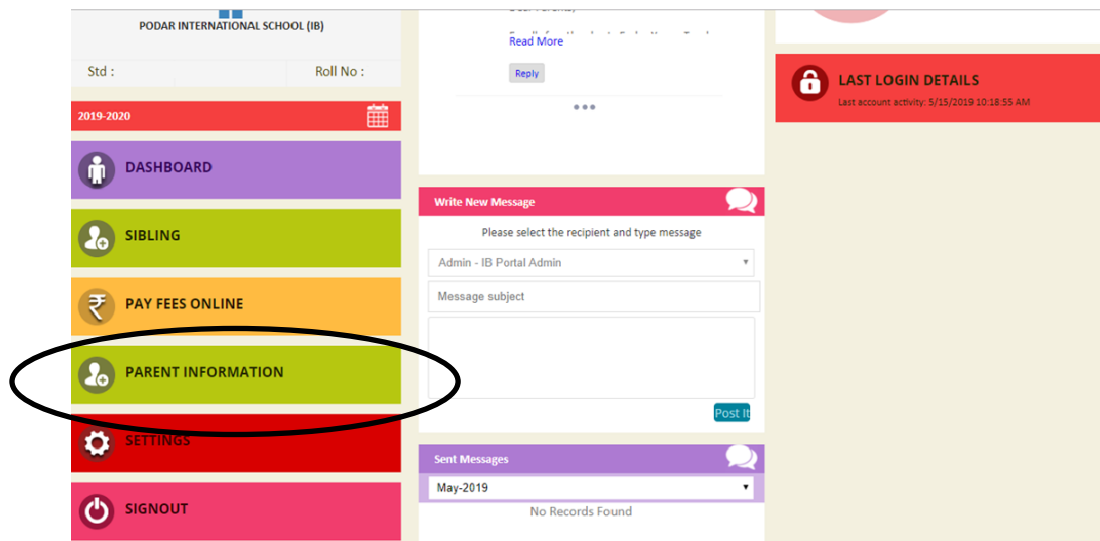 PODAR INTERNATIONAL SCHOOL (IB)
Std :
Roll No :
2019-2020
DASHBOARD
SIBLING
PAY FEES ONLINE
PARENT INFORMATION
SETTINGS
SIGNOUT
Read More
Reply
Write New Message
Please select the recipient and type message
Admin - IB Portal Admin
Message subject
Post It
Sent Messages
May-2019
No Records Found
LAST LOGIN DETAILS
Last account activity: 5/15/2019 10:18:55 AM